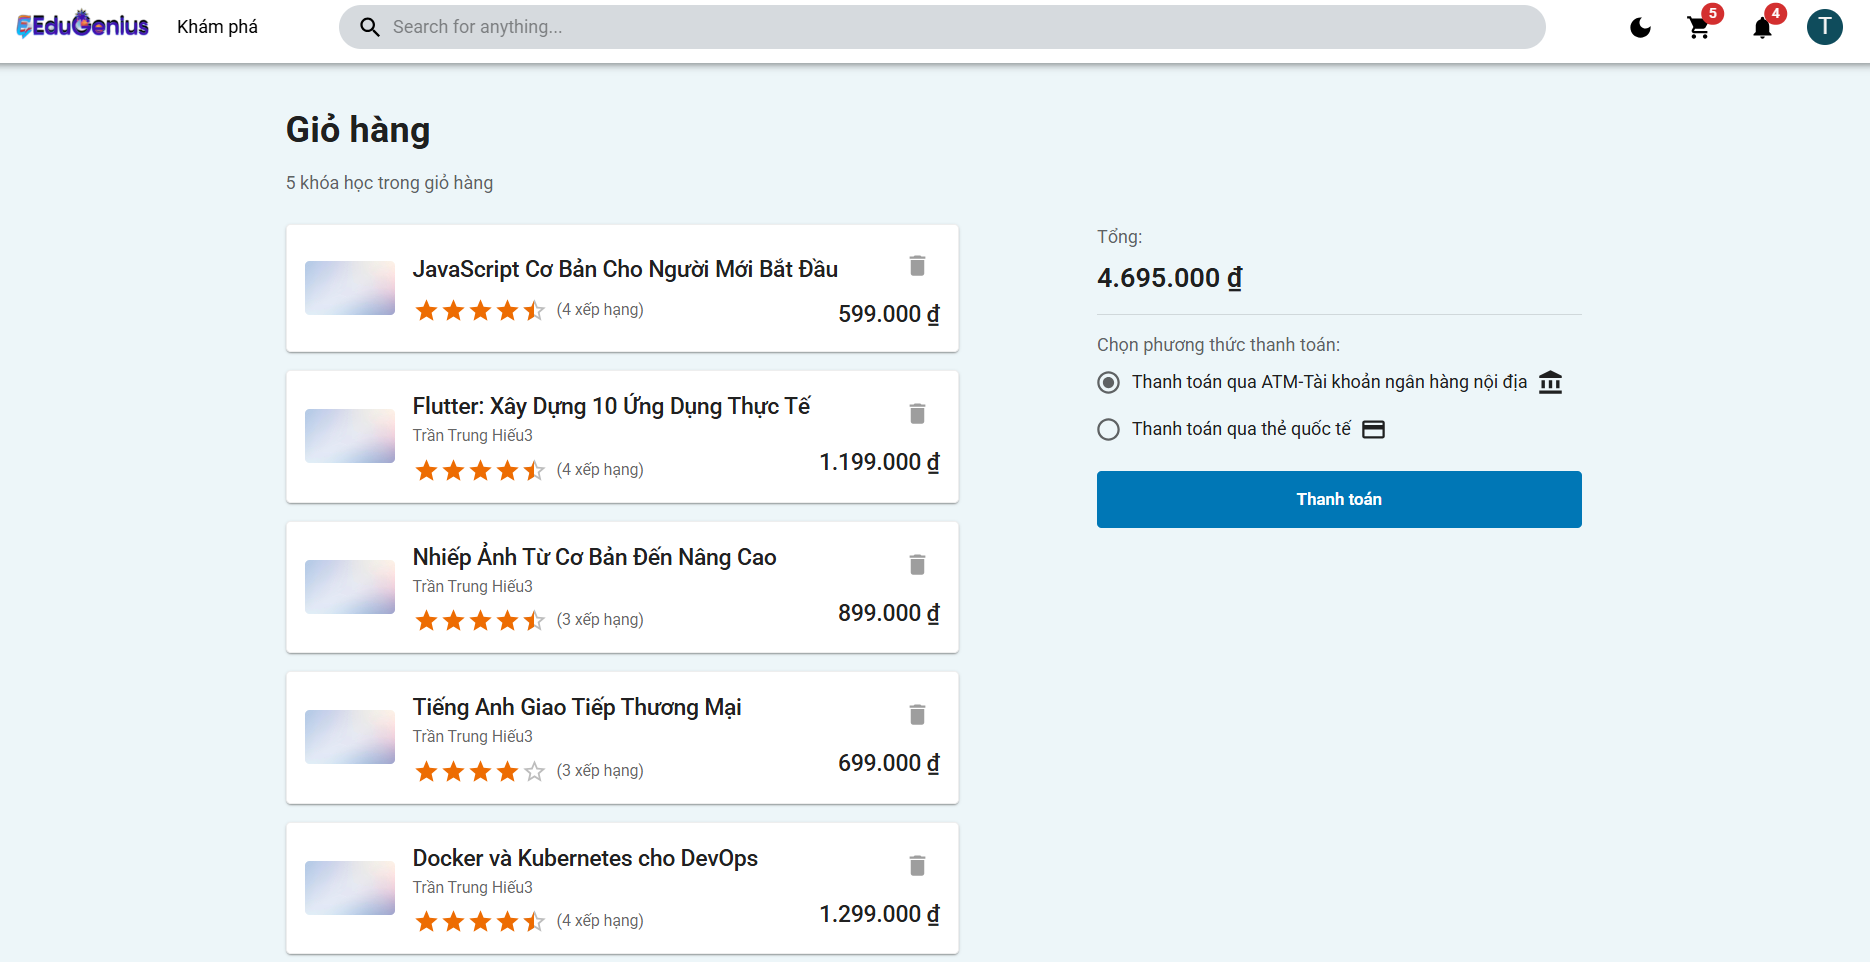 EduGenius
Khám phá
Search for anything...
5
4
T
Giỏ hàng
5 khóa học trong giỏ hàng
JavaScript Cơ Bản Cho Người Mới Bắt Đầu
(4 xếp hạng)
599.000 ₫
Flutter: Xây Dựng 10 Ứng Dụng Thực Tế
Trần Trung Hiếu3
(4 xếp hạng)
1.199.000 ₫
Nhiếp Ảnh Từ Cơ Bản Đến Nâng Cao
Trần Trung Hiếu3
(3 xếp hạng)
899.000 ₫
Tiếng Anh Giao Tiếp Thương Mại
Trần Trung Hiếu3
(3 xếp hạng)
699.000 ₫
Docker và Kubernetes cho DevOps
Trần Trung Hiếu3
(4 xếp hạng)
1.299.000 ₫
Tổng:
4.695.000 ₫
Chọn phương thức thanh toán:
Thanh toán qua ATM-Tài khoản ngân hàng nội địa
Thanh toán qua thẻ quốc tế
Thanh toán